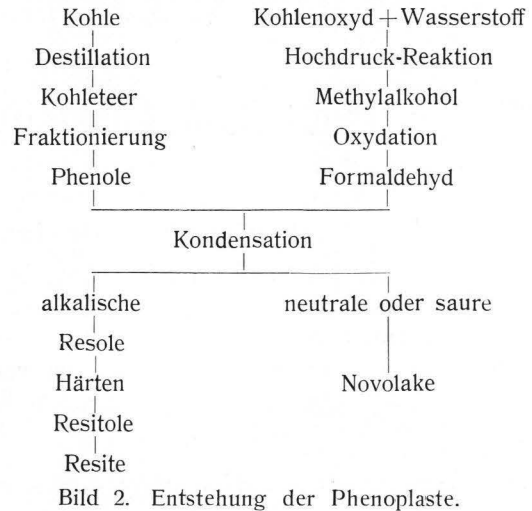 Kohle Kohlenoxyd + Wasserstoff
Destillation Hochdruck-Reaktion
Kohleteer Methylalkohol
Fraktionierung Oxydation
Phenole Formaldehyd
Kondensation
alkalische neutrale oder saure
Resole
Härten Novolake
Resitole
Resite
Bild 2. Entstehung der Phenoplaste.